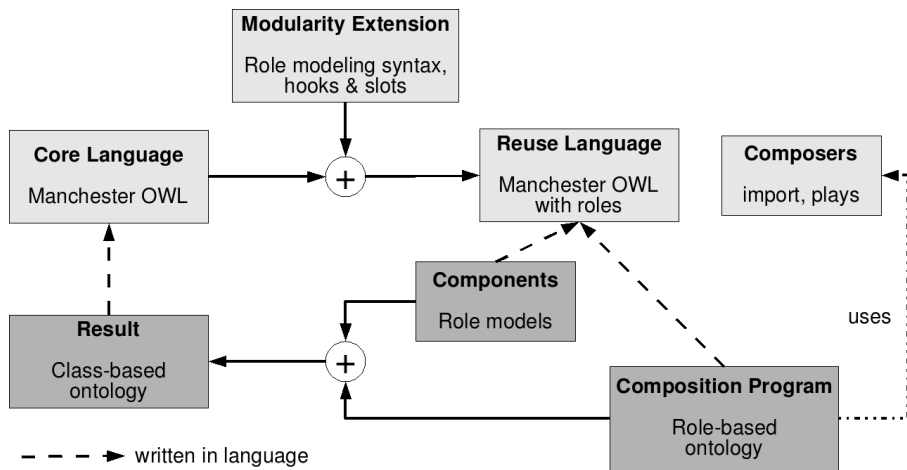 Modularity Extension
Role modeling syntax,
hooks & slots
Core Language
Manchester OWL
+
Reuse Language
Manchester OWL
with roles
Composers
import, plays
Components
Role models
Result
Class-based
ontology
+
uses
Composition Program
Role-based
ontology
written in language